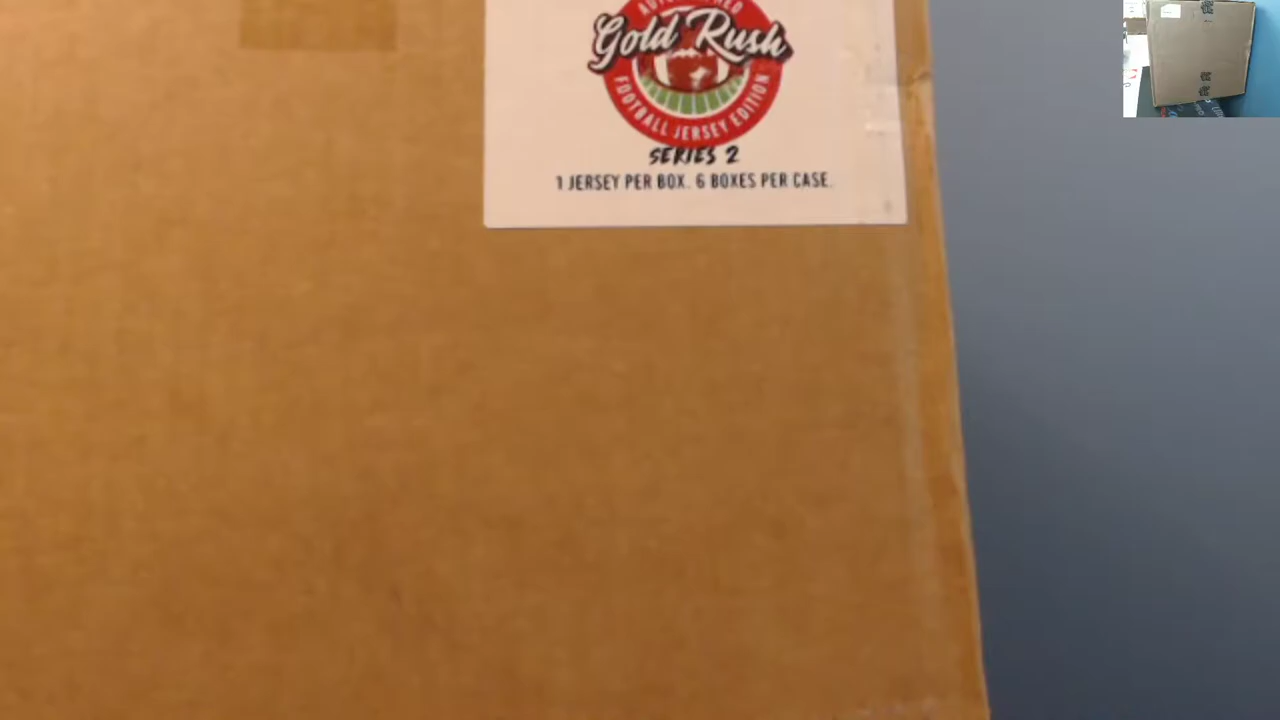 Gold Rush
FOOTBALL JERSEY EDITION
SERIES 2
1 JERSEY PER BOX. 6 BOXES PER CASE.